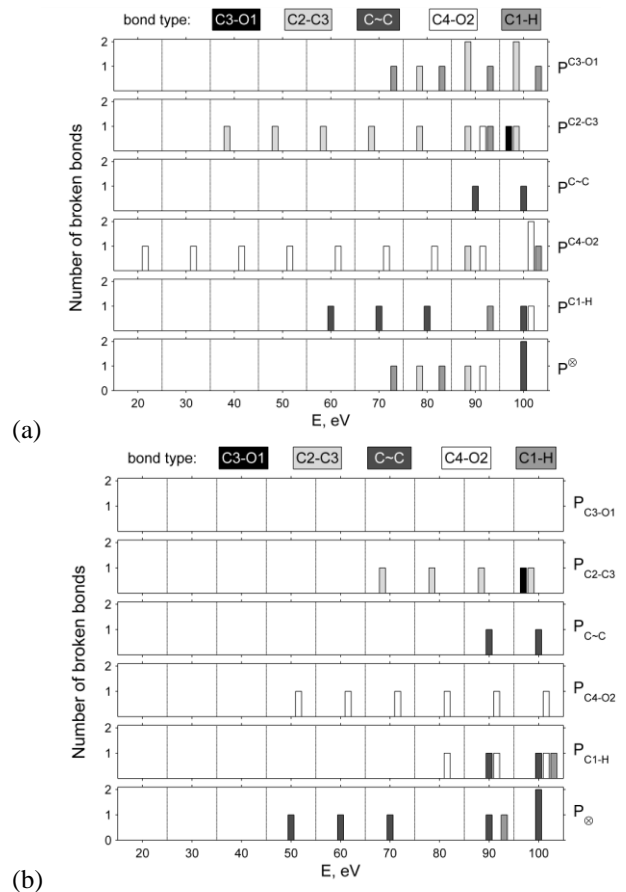 bond type: C3-O1 C2-C3 C~C C4-O2 C1-H
Number of broken bonds
2
1
P^C3-O1
2
1
P^C2-C3
2
1
P^C~C
2
1
P^C4-O2
2
1
P^C1-H
2
1
0
P^⊗
20 30 40 50 60 70 80 90 100
E, eV
(a)
bond type: C3-O1 C2-C3 C~C C4-O2 C1-H
Number of broken bonds
2
1
P_C3-O1
2
1
P_C2-C3
2
1
P_C~C
2
1
P_C4-O2
2
1
P_C1-H
2
1
0
P_⊗
20 30 40 50 60 70 80 90 100
E, eV
(b)